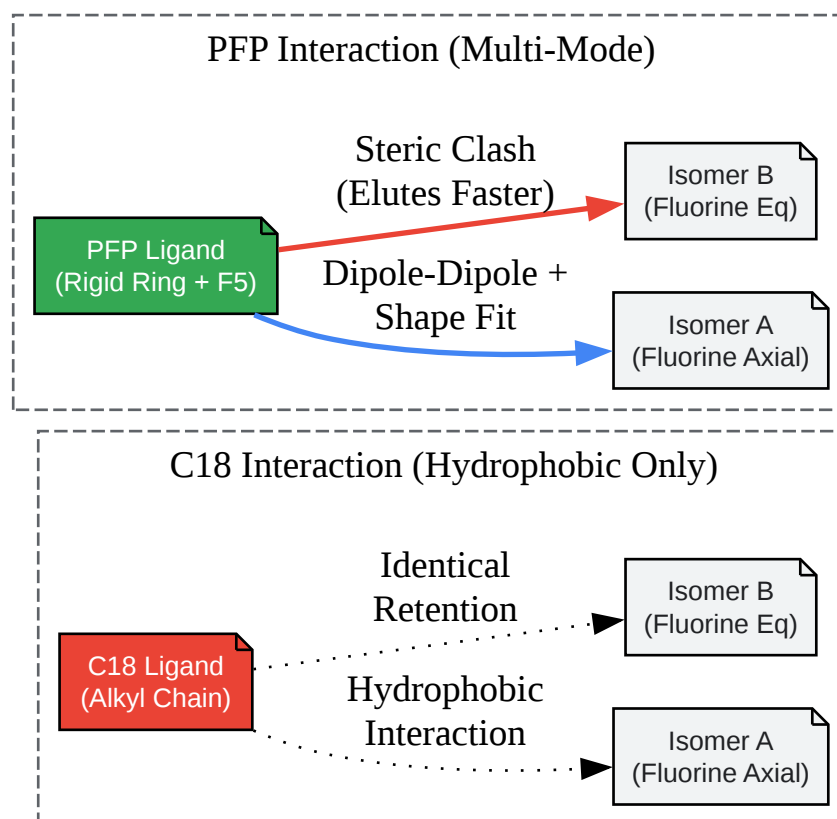 PFP Interaction (Multi-Mode)
Steric Clash
(Elutes Faster)
Isomer B
(Fluorine Eq)
PFP Ligand
(Rigid Ring + F5)
Dipole-Dipole +
Shape Fit
Isomer A
(Fluorine Axial)
C18 Interaction (Hydrophobic Only)
Identical
Retention
Isomer B
(Fluorine Eq)
C18 Ligand
(Alkyl Chain)
Hydrophobic
Interaction
Isomer A
(Fluorine Axial)